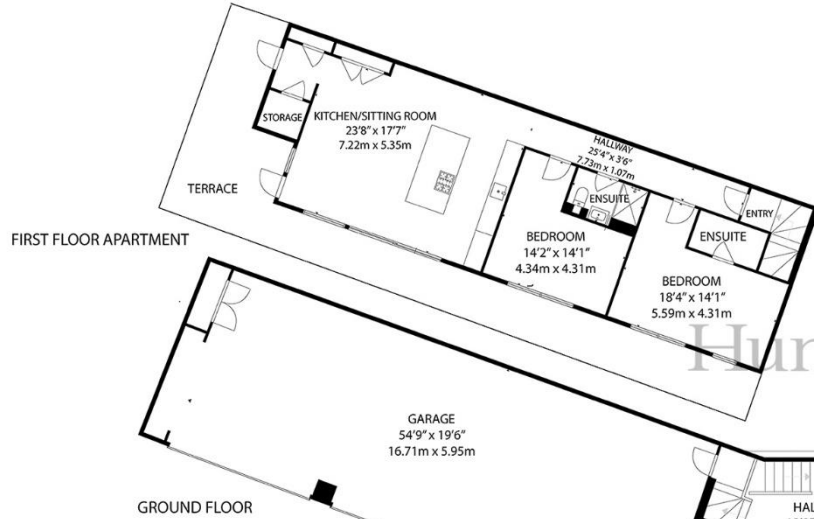 KITCHEN/SITTING ROOM
23'8" x 17'7"
7.22m x 5.35m
STORAGE
TERRACE
HALLWAY
25'4" x 3'6"
7.73m x 1.07m
ENSUITE
ENTRY
ENSUITE
BEDROOM
14'2" x 14'1"
4.34m x 4.31m
BEDROOM
18'4" x 14'1"
5.59m x 4.31m
FIRST FLOOR APARTMENT
Hur
GARAGE
54'9" x 19'6"
16.71m x 5.95m
GROUND FLOOR
HAL